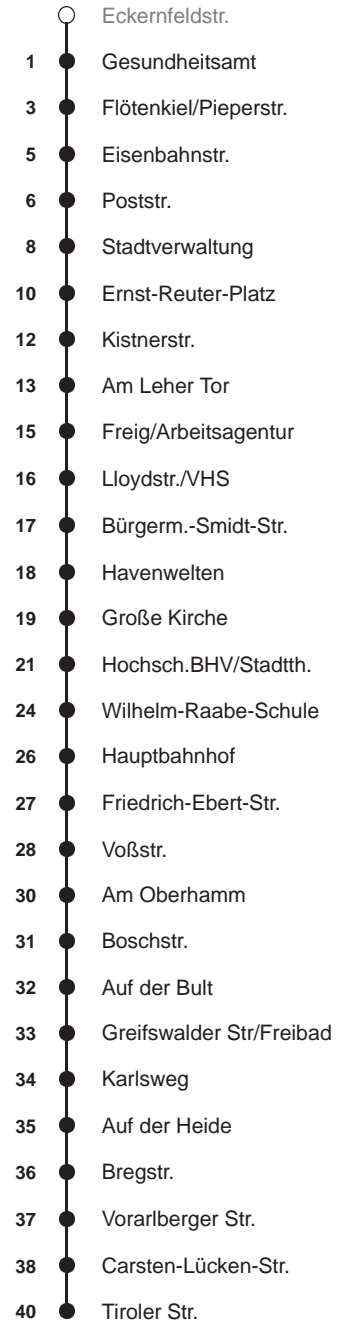 Eckernfeldstr.
1 Gesundheitsamt
3 Flötenkiel/Pieperstr.
5 Eisenbahnstr.
6 Poststr.
8 Stadtverwaltung
10 Ernst-Reuter-Platz
12 Kistnerstr.
13 Am Leher Tor
15 Freig/Arbeitsagentur
16 Lloydstr./VHS
17 Bürgerm.-Smidt-Str.
18 Havenwelten
19 Große Kirche
21 Hochsch.BHV/Stadtth.
24 Wilhelm-Raabe-Schule
26 Hauptbahnhof
27 Friedrich-Ebert-Str.
28 Voßstr.
30 Am Oberhamm
31 Boschstr.
32 Auf der Bult
33 Greifswalder Str/Freibad
34 Karlsweg
35 Auf der Heide
36 Bregstr.
37 Vorarlberger Str.
38 Carsten-Lücken-Str.
40 Tiroler Str.